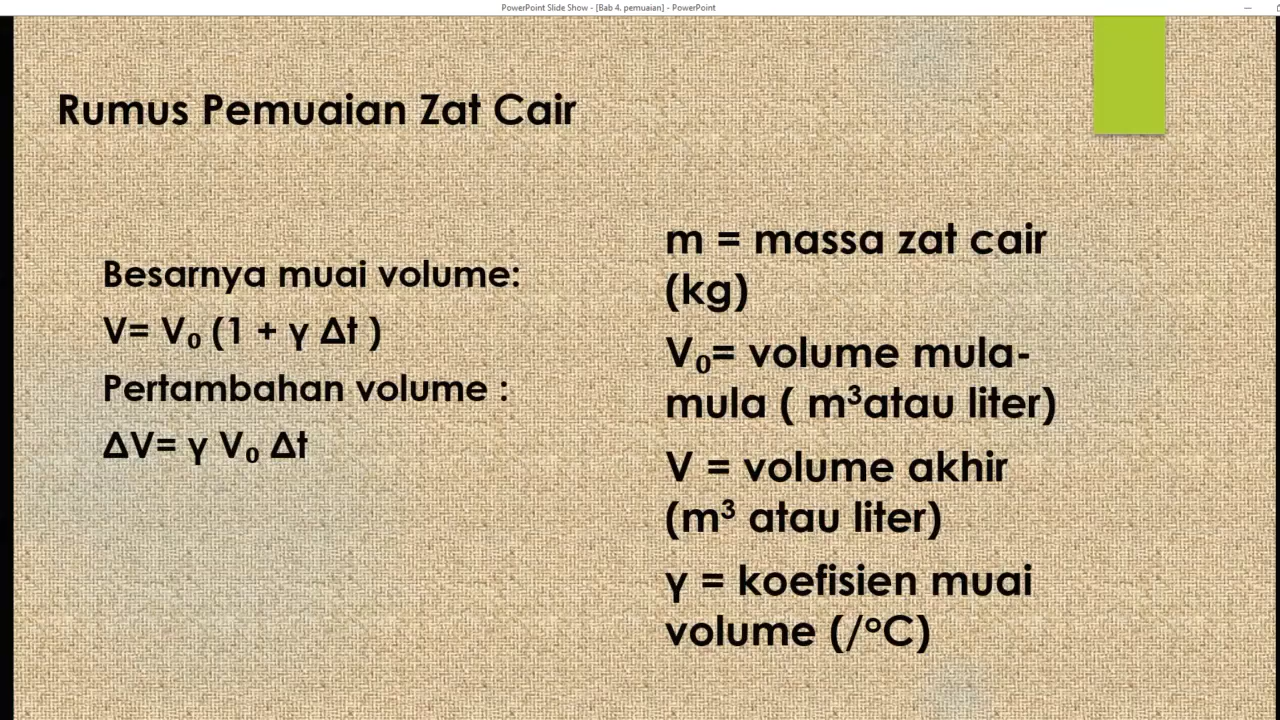 PowerPoint Slide Show - [Bab 4. pemuaian] - PowerPoint
Rumus Pemuaian Zat Cair
Besarnya muai volume:
V= V₀ (1 + γ Δt )
Pertambahan volume :
ΔV= γ V₀ Δt
m = massa zat cair
(kg)
V₀= volume mula-
mula ( m³atau liter)
V = volume akhir
(m³ atau liter)
γ = koefisien muai
volume (/°C)